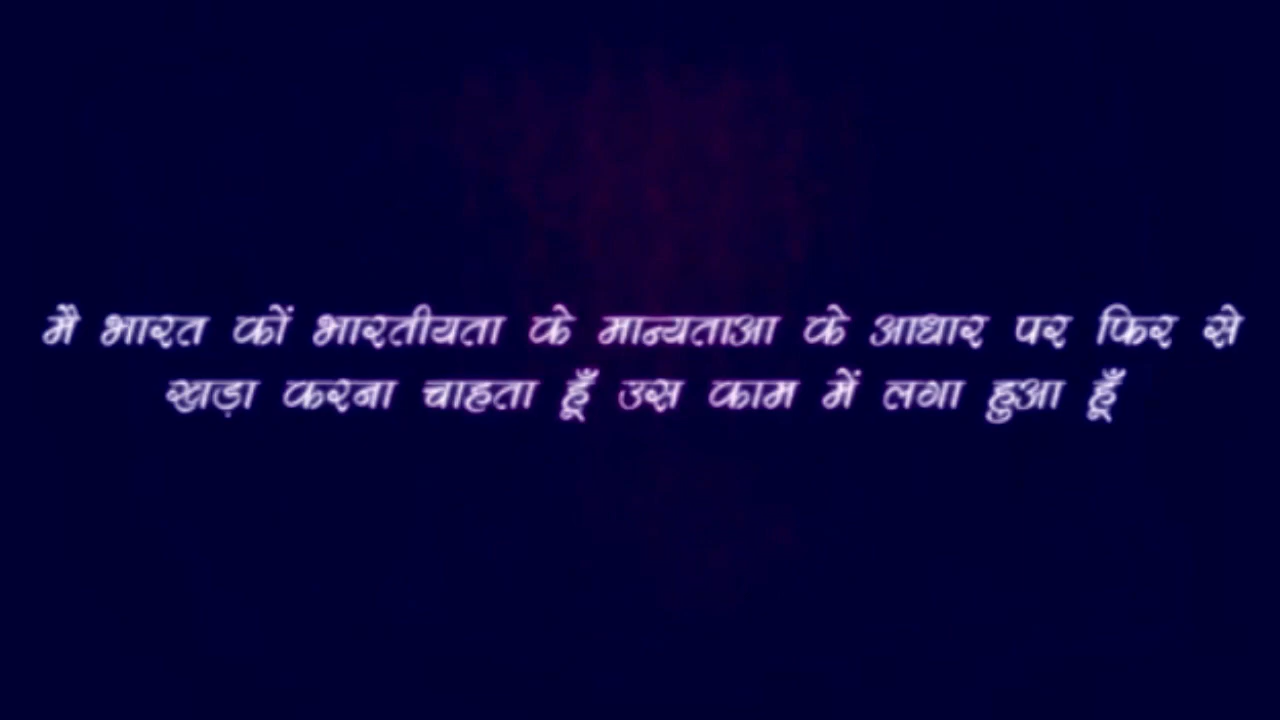 मै भारत कों भारतीयता के मान्यताआ के आधार पर फिर से
खड़ा करना चाहता हूँ उस काम में लगा हुआ हूँ